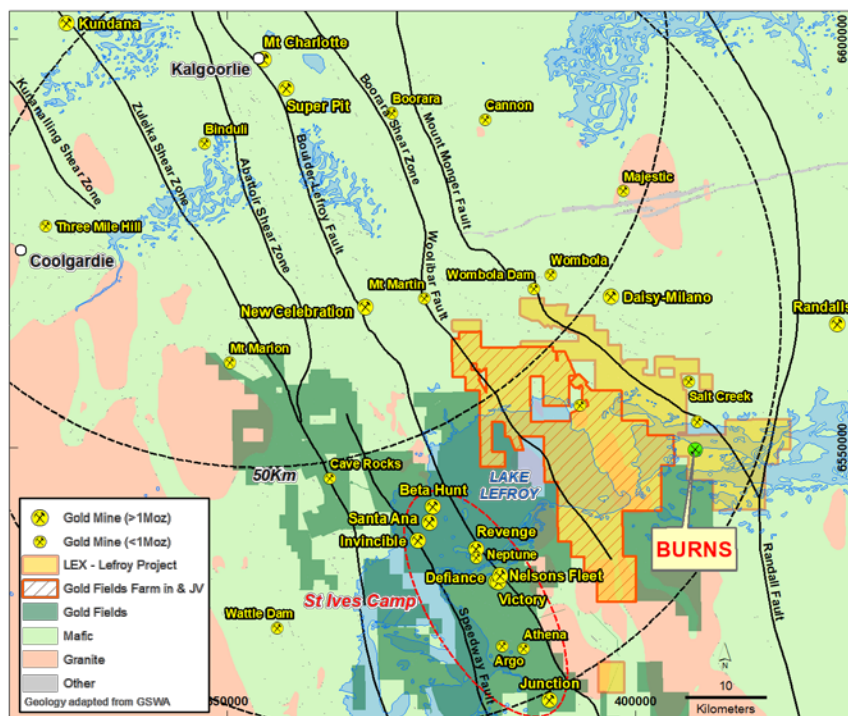 Kundana
Mt Charlotte
Kalgoorlie
Super Pit
Boorara
Cannon
6600000
Kunanalling Shear Zone
Zuleika Shear Zone
Binduli
Abattoir Shear Zone
Boulder-Lefroy Fault
Boorara Shear Zone
Mount Monger Fault
Majestic
Three Mile Hill
Coolgardie
Woolibar Fault
Wombola
Wombola Dam
Mt Martin
Daisy-Milano
New Celebration
Randalls
Mt Marion
Salt Creek
6550000
50Km
Cave Rocks
LAKE
LEFROY
Beta Hunt
Santa Ana
Invincible
Revenge
Neptune
BURNS
Defiance
Nelsons Fleet
Victory
St Ives Camp
Wattle Dam
Speedway Fault
Randall Fault
Athena
Argo
Junction
Gold Mine (>1Moz)
Gold Mine (<1Moz)
LEX - Lefroy Project
Gold Fields Farm in & JV
Gold Fields
Mafic
Granite
Other
Geology adapted from GSWA
400000
N
10
Kilometers